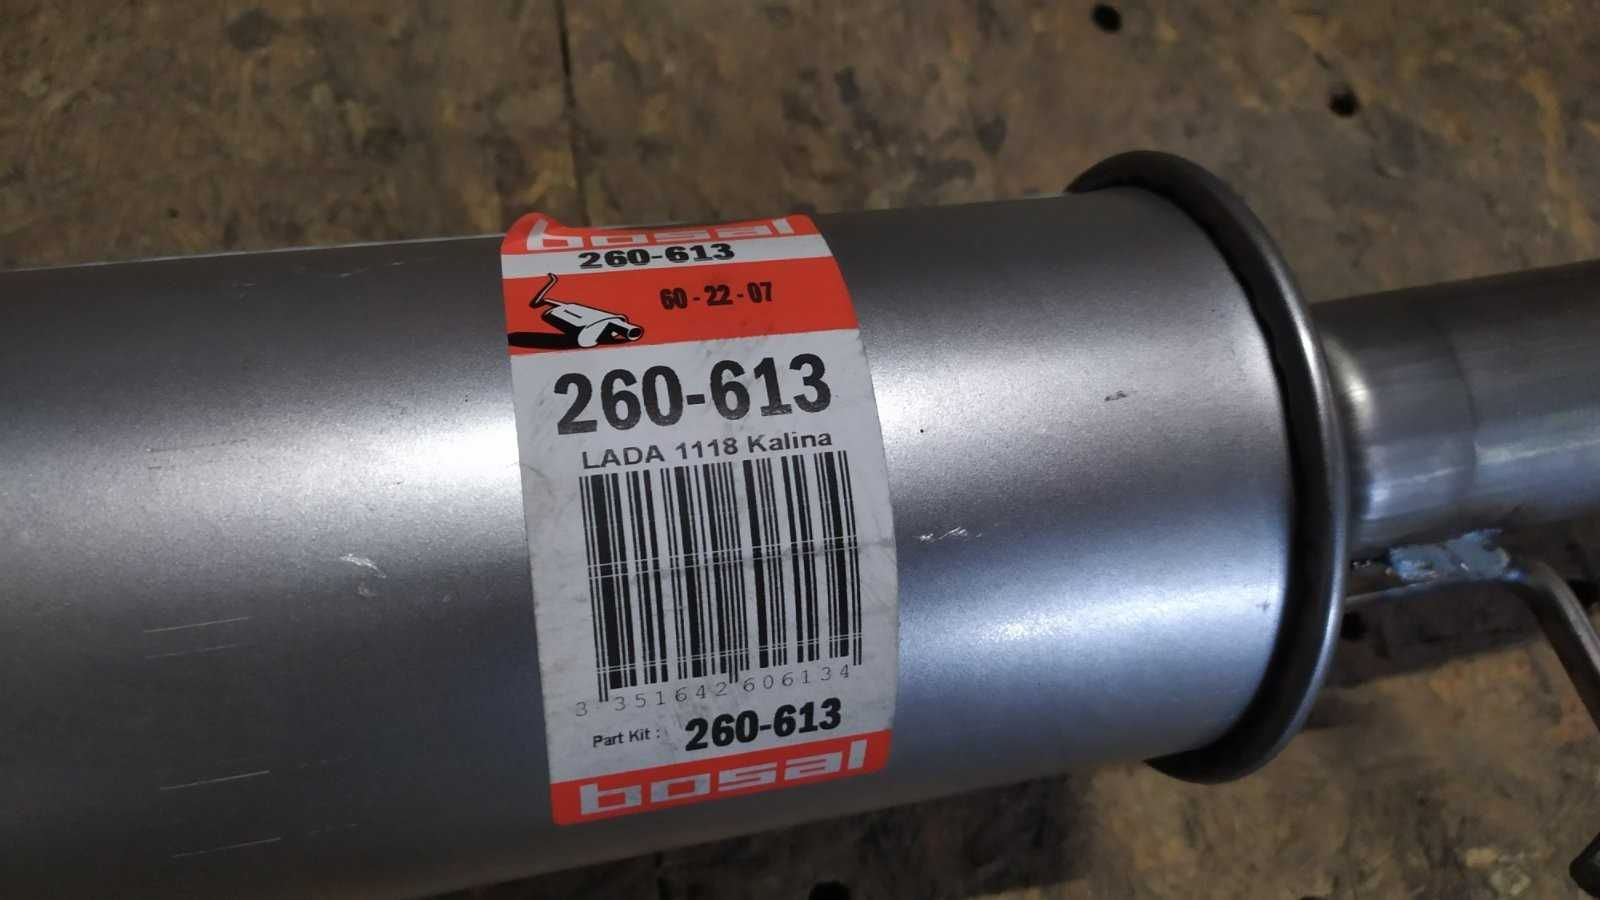 bosal
260-613
60-22-07
260-613
LADA 1118 Kalina
3 351642 606134
Part Kit : 260-613
bosal